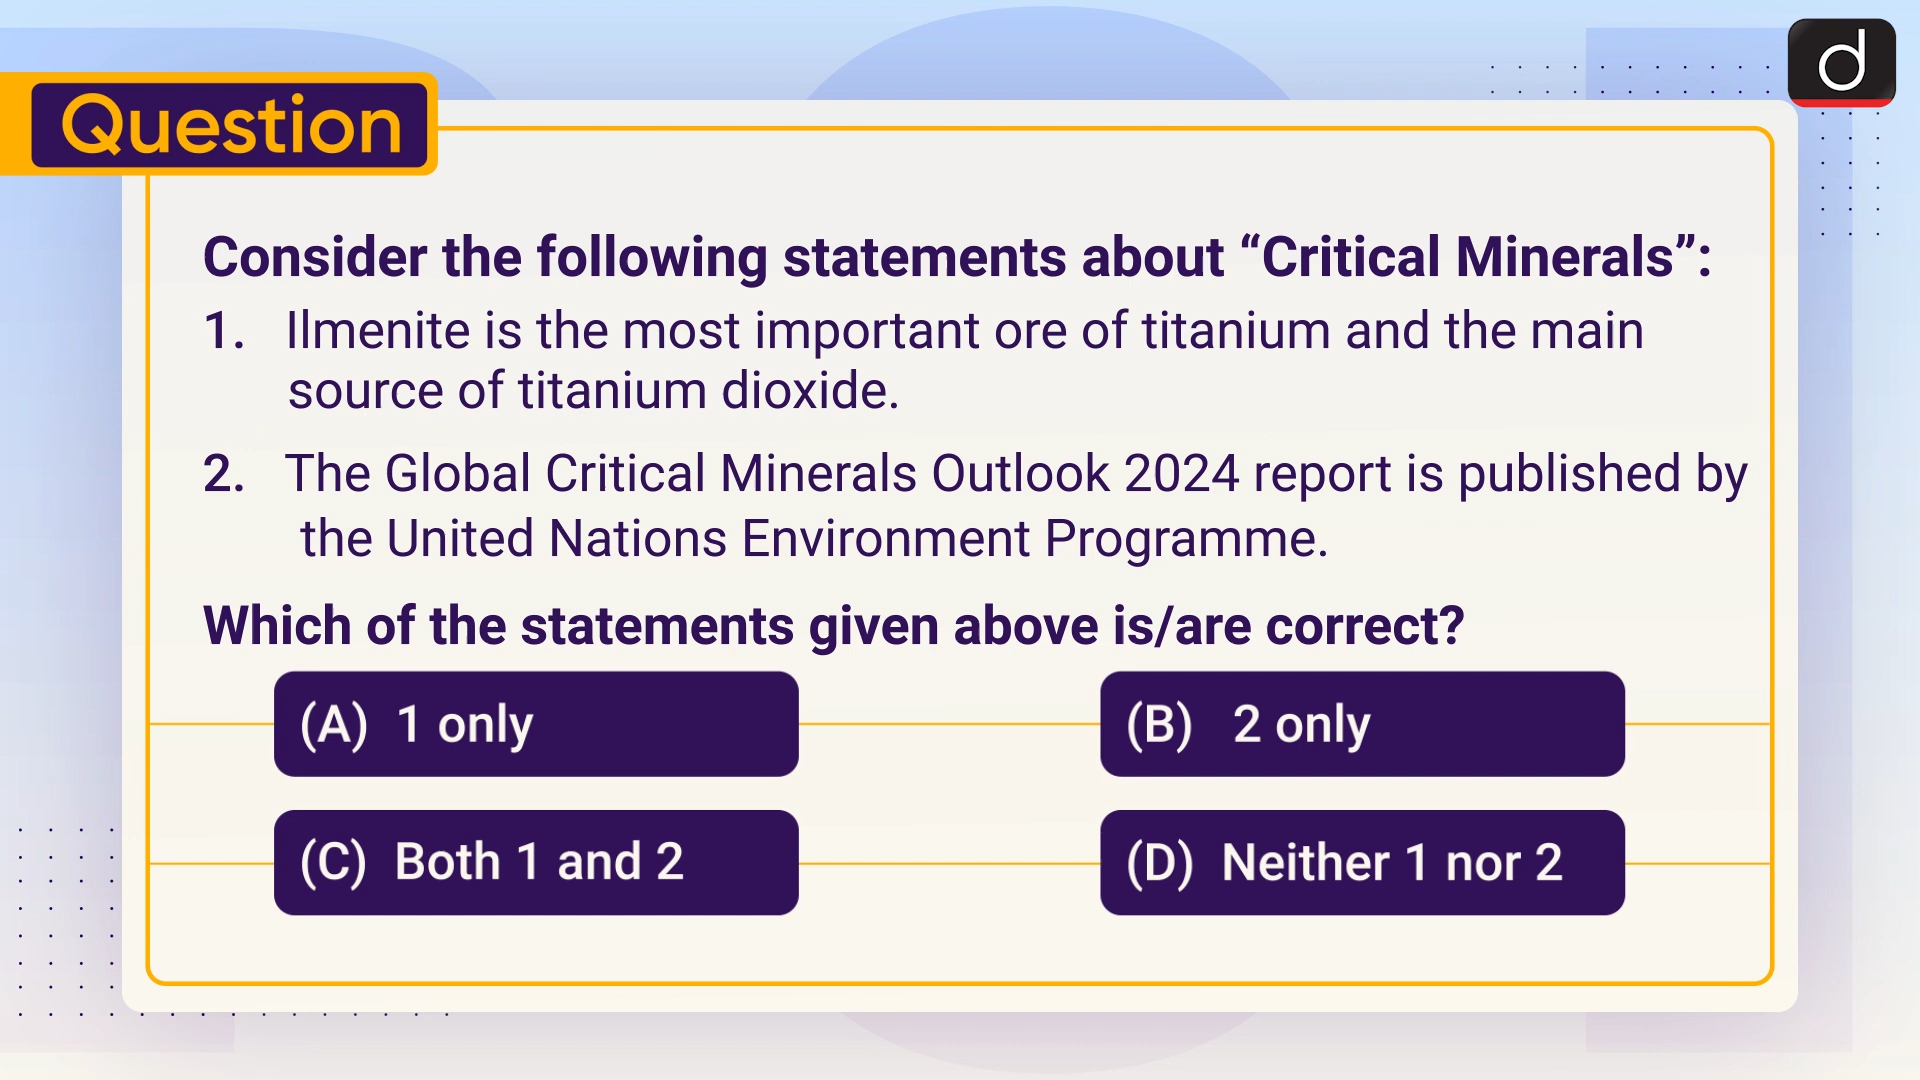 Question
Consider the following statements about “Critical Minerals”:
1. Ilmenite is the most important ore of titanium and the main
source of titanium dioxide.
2. The Global Critical Minerals Outlook 2024 report is published by
the United Nations Environment Programme.
Which of the statements given above is/are correct?
(A) 1 only
(B) 2 only
(C) Both 1 and 2
(D) Neither 1 nor 2
d